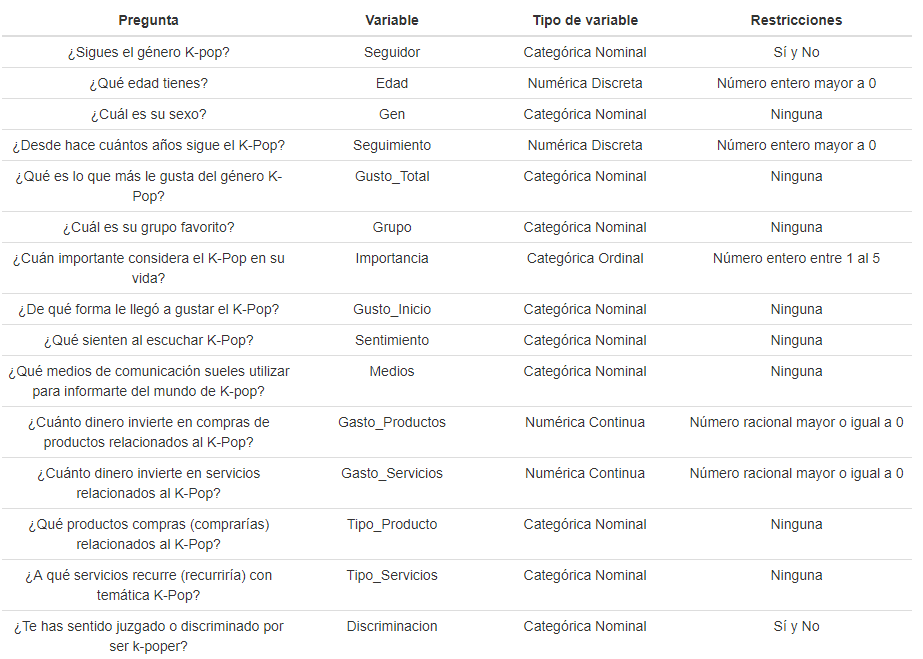 Pregunta Variable Tipo de variable Restricciones
¿Sigues el género K-pop? Seguidor Categórica Nominal Sí y No
¿Qué edad tienes? Edad Numérica Discreta Número entero mayor a 0
¿Cuál es su sexo? Gen Categórica Nominal Ninguna
¿Desde hace cuántos años sigue el K-Pop? Seguimiento Numérica Discreta Número entero mayor a 0
¿Qué es lo que más le gusta del género K- Gusto_Total Categórica Nominal Ninguna
Pop?
¿Cuál es su grupo favorito? Grupo Categórica Nominal Ninguna
¿Cuán importante considera el K-Pop en su Importancia Categórica Ordinal Número entero entre 1 al 5
vida?
¿De qué forma le llegó a gustar el K-Pop? Gusto_Inicio Categórica Nominal Ninguna
¿Qué sienten al escuchar K-Pop? Sentimiento Categórica Nominal Ninguna
¿Qué medios de comunicación sueles utilizar Medios Categórica Nominal Ninguna
para informarte del mundo de K-pop?
¿Cuánto dinero invierte en compras de Gasto_Productos Numérica Continua Número racional mayor o igual a 0
productos relacionados al K-Pop?
¿Cuánto dinero invierte en servicios Gasto_Servicios Numérica Continua Número racional mayor o igual a 0
relacionados al K-Pop?
¿Qué productos compras (comprarías) Tipo_Producto Categórica Nominal Ninguna
relacionados al K-Pop?
¿A qué servicios recurre (recurriría) con Tipo_Servicios Categórica Nominal Ninguna
temática K-Pop?
¿Te has sentido juzgado o discriminado por Discriminacion Categórica Nominal Sí y No
ser k-poper?